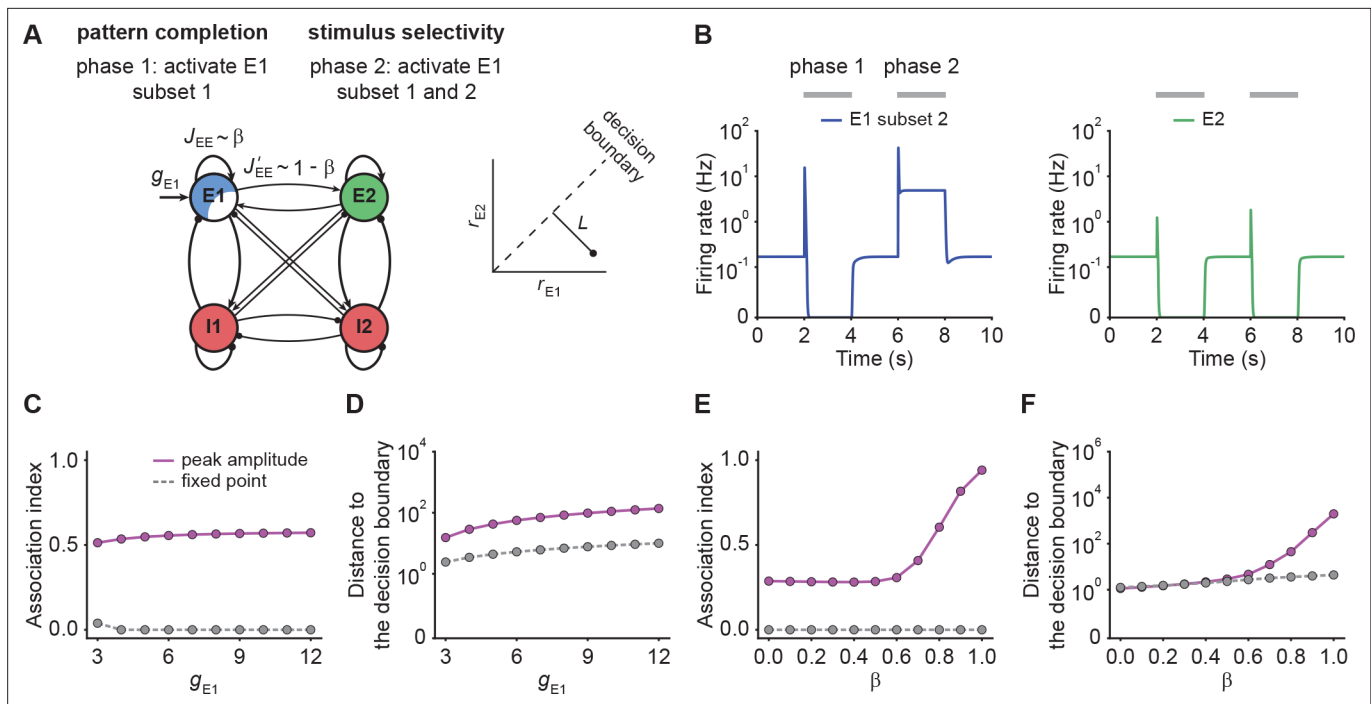 A
pattern completion
phase 1: activate E1
subset 1
stimulus selectivity
phase 2: activate E1
subset 1 and 2
J_EE ~ β
J'_EE ~ 1 - β
g_E1
E1
E2
I1
I2
decision
boundary
r_E2
L
r_E1
B
phase 1
phase 2
E1 subset 2
Firing rate (Hz)
10^2
10^1
10^0
10^-1
0
0 2 4 6 8 10
Time (s)
E2
Firing rate (Hz)
10^2
10^1
10^0
10^-1
0
0 2 4 6 8 10
Time (s)
C
Association index
1.0
0.5
0.0
peak amplitude
fixed point
3 6 9 12
g_E1
D
Distance to
the decision boundary
10^4
10^2
10^0
0
3 6 9 12
g_E1
E
Association index
1.0
0.5
0.0
0.0 0.2 0.4 0.6 0.8 1.0
β
F
Distance to
the decision boundary
10^6
10^4
10^2
10^0
0
0.0 0.2 0.4 0.6 0.8 1.0
β